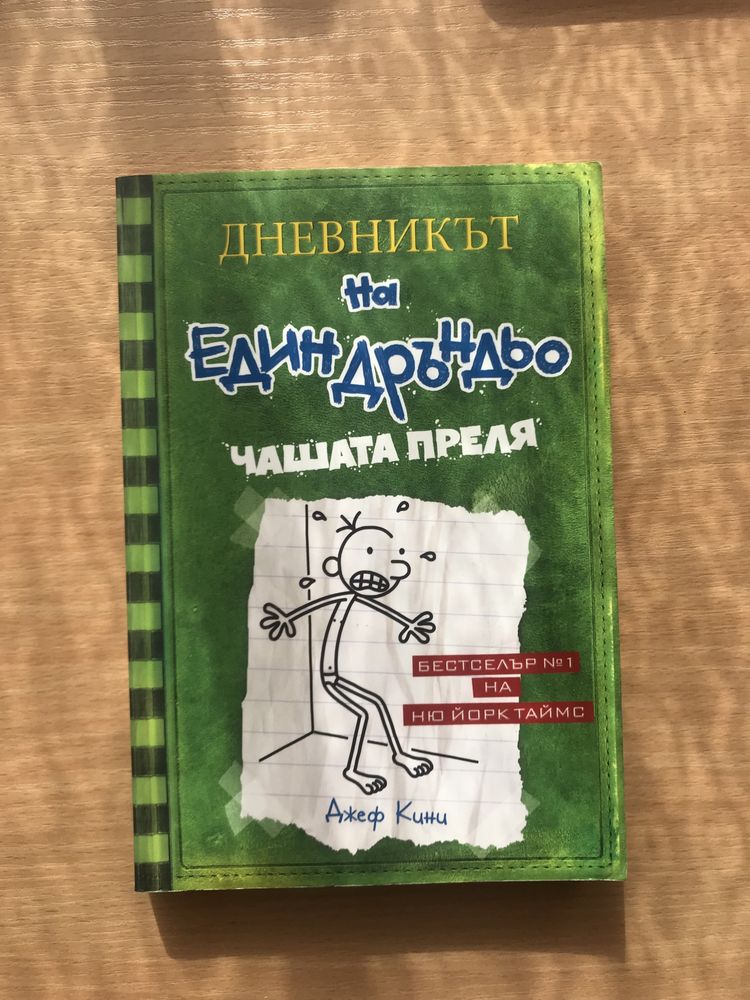 ДНЕВНИКЪТ
на
ЕДИН ДРЪНДЬО
ЧАШАТА ПРЕЛЯ
БЕСТСЕЛЪР №1
НА
НЮ ЙОРК ТАЙМС
Джеф Кини